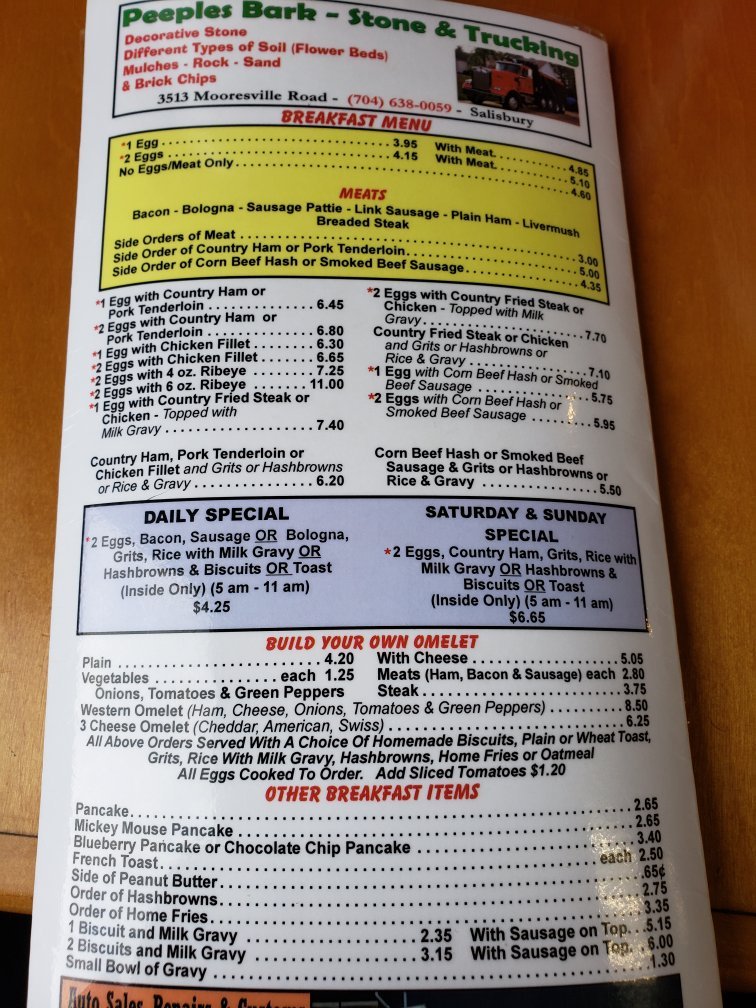 Peeples Bark - Stone & Trucking
Decorative Stone
Different Types of Soil (Flower Beds)
Mulches - Rock - Sand
& Brick Chips
3513 Mooresville Road - (704) 638-0059 - Salisbury
BREAKFAST MENU
*1 Egg 3.95 With Meat 4.85
*2 Eggs 4.15 With Meat 5.10
No Eggs/Meat Only 4.60
MEATS
Bacon - Bologna - Sausage Pattie - Link Sausage - Plain Ham - Livermush
Breaded Steak
Side Orders of Meat 3.00
Side Order of Country Ham or Pork Tenderloin 5.00
Side Order of Corn Beef Hash or Smoked Beef Sausage 4.35
*1 Egg with Country Ham or
Pork Tenderloin 6.45
*2 Eggs with Country Ham or
Pork Tenderloin 6.80
*1 Egg with Chicken Fillet 6.30
*2 Eggs with Chicken Fillet 6.65
*2 Eggs with 4 oz. Ribeye 7.25
*2 Eggs with 6 oz. Ribeye 11.00
*1 Egg with Country Fried Steak or
Chicken - Topped with
Milk Gravy 7.40
Country Ham, Pork Tenderloin or
Chicken Fillet and Grits or Hashbrowns
or Rice & Gravy 6.20
*2 Eggs with Country Fried Steak or
Chicken - Topped with Milk
Gravy 7.70
Country Fried Steak or Chicken
and Grits or Hashbrowns or
Rice & Gravy 7.10
*1 Egg with Corn Beef Hash or Smoked
Beef Sausage 5.75
*2 Eggs with Corn Beef Hash or
Smoked Beef Sausage 5.95
Corn Beef Hash or Smoked Beef
Sausage & Grits or Hashbrowns or
Rice & Gravy 5.50
DAILY SPECIAL
*2 Eggs, Bacon, Sausage OR Bologna,
Grits, Rice with Milk Gravy OR
Hashbrowns & Biscuits OR Toast
(Inside Only) (5 am - 11 am)
$4.25
SATURDAY & SUNDAY
SPECIAL
*2 Eggs, Country Ham, Grits, Rice with
Milk Gravy OR Hashbrowns &
Biscuits OR Toast
(Inside Only) (5 am - 11 am)
$6.65
BUILD YOUR OWN OMELET
Plain 4.20 With Cheese 5.05
Vegetables each 1.25 Meats (Ham, Bacon & Sausage) each 2.80
Onions, Tomatoes & Green Peppers Steak 3.75
Western Omelet (Ham, Cheese, Onions, Tomatoes & Green Peppers) 8.50
3 Cheese Omelet (Cheddar, American, Swiss) 6.25
All Above Orders Served With A Choice Of Homemade Biscuits, Plain or Wheat Toast,
Grits, Rice With Milk Gravy, Hashbrowns, Home Fries or Oatmeal
All Eggs Cooked To Order. Add Sliced Tomatoes $1.20
OTHER BREAKFAST ITEMS
Pancake 2.65
Mickey Mouse Pancake 2.65
Blueberry Pancake or Chocolate Chip Pancake 3.40
French Toast each 2.50
Side of Peanut Butter .65¢
Order of Hashbrowns 2.75
Order of Home Fries 3.35
1 Biscuit and Milk Gravy 2.35 With Sausage on Top 5.15
2 Biscuits and Milk Gravy 3.15 With Sausage on Top 6.00
Small Bowl of Gravy 1.30
Auto Sales, Repairs & Customs